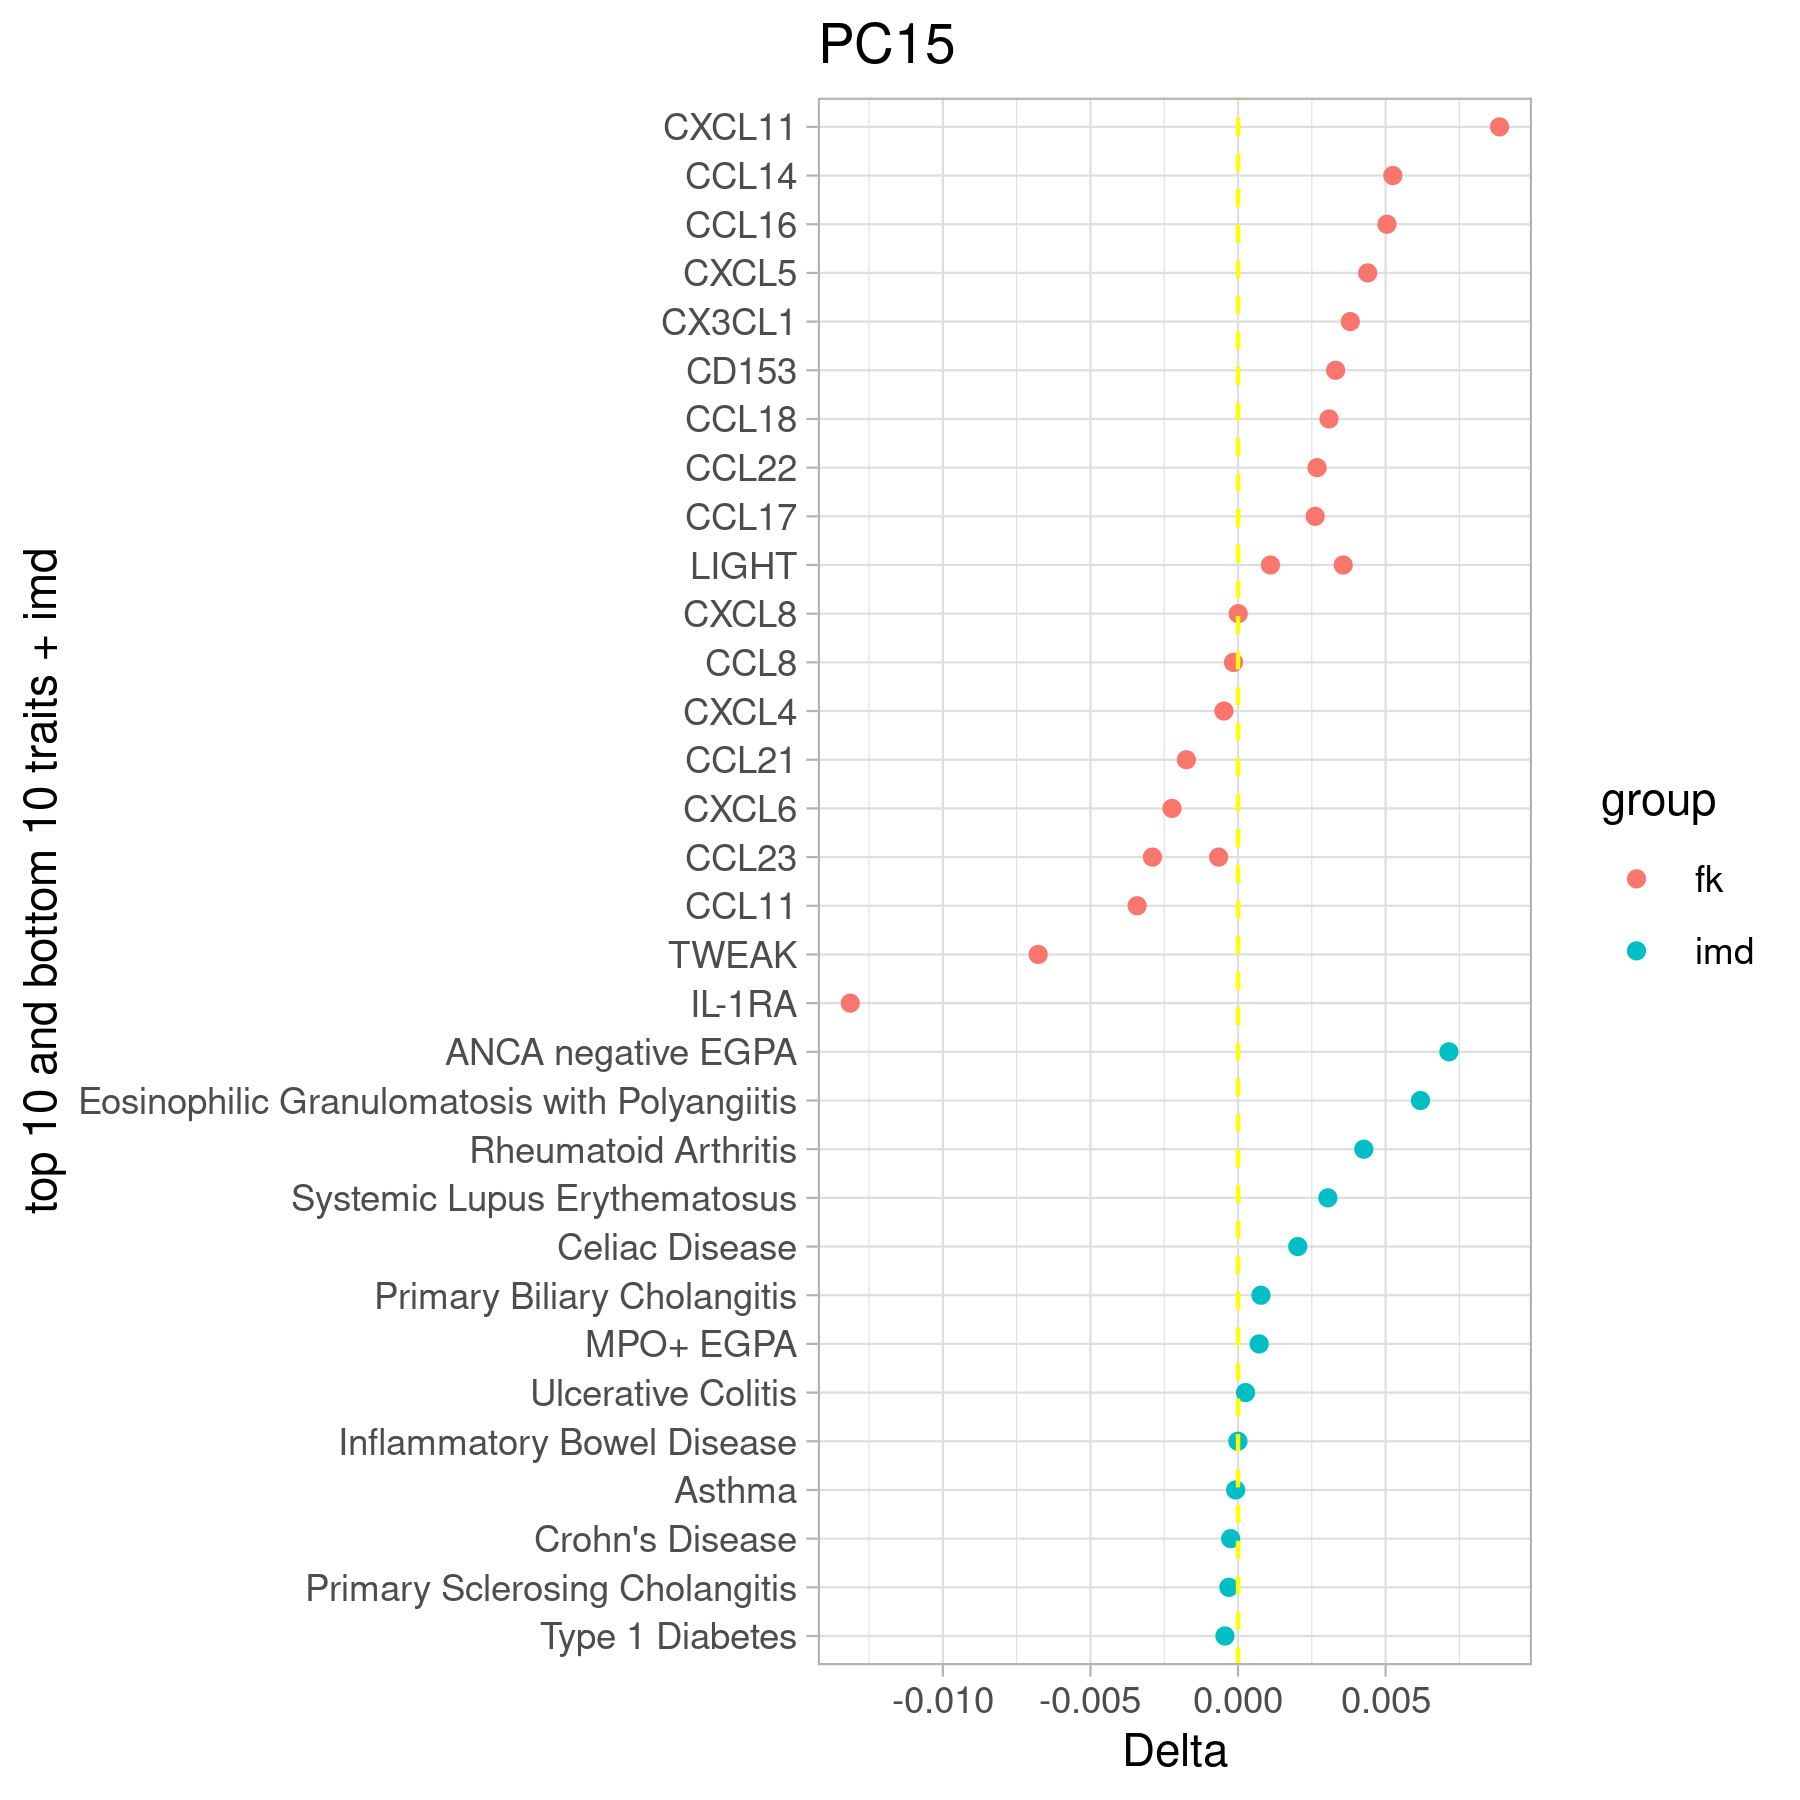 PC15
top 10 and bottom 10 traits + imd
CXCL11
CCL14
CCL16
CXCL5
CX3CL1
CD153
CCL18
CCL22
CCL17
LIGHT
CXCL8
CCL8
CXCL4
CCL21
CXCL6
CCL23
CCL11
TWEAK
IL-1RA
ANCA negative EGPA
Eosinophilic Granulomatosis with Polyangiitis
Rheumatoid Arthritis
Systemic Lupus Erythematosus
Celiac Disease
Primary Biliary Cholangitis
MPO+ EGPA
Ulcerative Colitis
Inflammatory Bowel Disease
Asthma
Crohn's Disease
Primary Sclerosing Cholangitis
Type 1 Diabetes
-0.010 -0.005 0.000 0.005
Delta
group
fk
imd